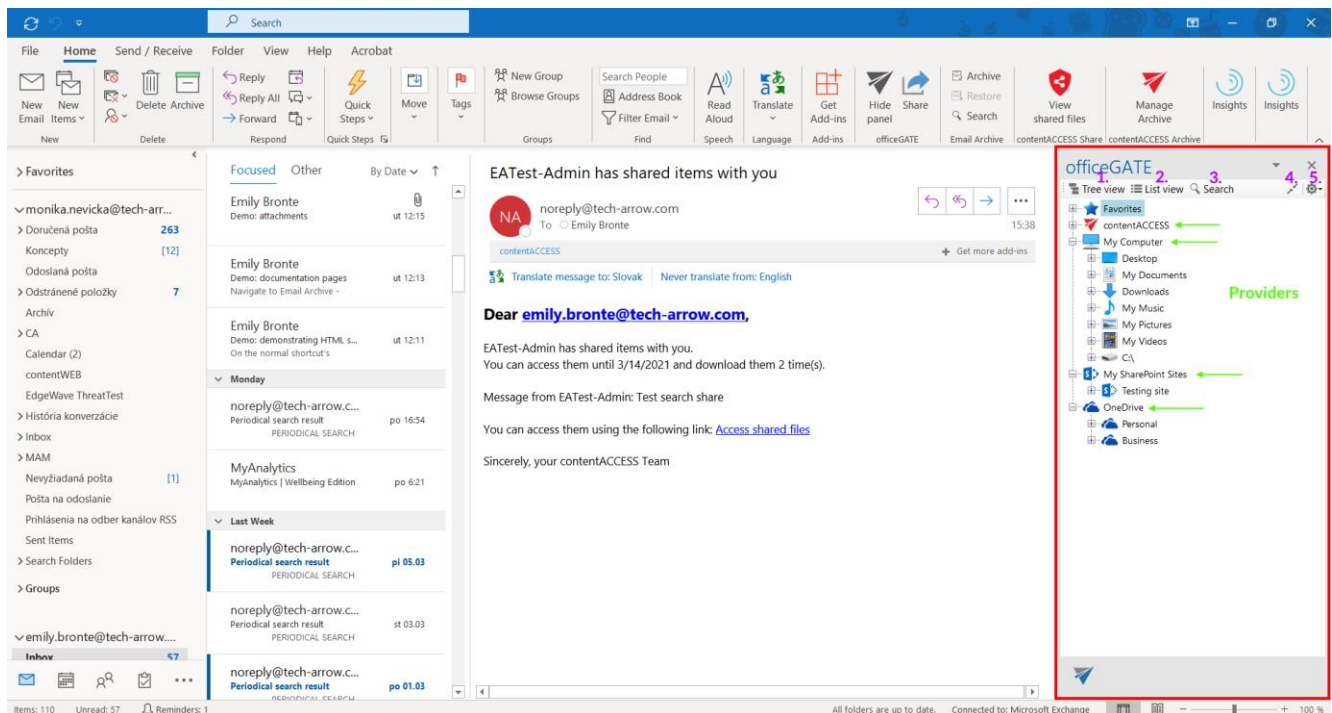 Search
File Home Send / Receive Folder View Help Acrobat
New Email
New Items
Delete Archive
Reply
Reply All
Forward
Quick Steps
Move
Tags
New Group
Browse Groups
Search People
Address Book
Filter Email
Read Aloud
Translate
Get Add-ins
Hide panel
Share
Archive
Restore
Search
View shared files
Manage Archive
Insights
Insights
New Delete Respond Quick Steps Groups Find Speech Language Add-ins officeGATE Email Archive contentACCESS Share contentACCESS Archive
Favorites
monika.nevicka@tech-arr...
Doručená pošta 263
Koncepty [12]
Odoslaná pošta
Odstránené položky 7
Archív
CA
Calendar (2)
contentWEB
EdgeWave ThreatTest
História konverzácie
Inbox
MAM
Nevyžiadaná pošta [1]
Pošta na odoslanie
Prihlásenia na odber kanálov RSS
Sent Items
Search Folders
Groups
emily.bronte@tech-arrow....
Inbox 57
Focused Other By Date
Emily Bronte
Demo: attachments ut 12:15
Emily Bronte
Demo: documentation pages ut 12:13
Navigate to Email Archive -
Emily Bronte
Demo: demonstrating HTML s... ut 12:11
On the normal shortcut's
Monday
noreply@tech-arrow.c...
Periodical search result po 16:54
PERIODICAL SEARCH
MyAnalytics
MyAnalytics | Wellbeing Edition po 6:21
Last Week
noreply@tech-arrow.c...
Periodical search result pi 05.03
PERIODICAL SEARCH
noreply@tech-arrow.c...
Periodical search result st 03.03
PERIODICAL SEARCH
noreply@tech-arrow.c...
Periodical search result po 01.03
PERIODICAL SEARCH
EATest-Admin has shared items with you
NA
noreply@tech-arrow.com
To Emily Bronte 15:38
contentACCESS + Get more add-ins
Translate message to: Slovak Never translate from: English
Dear emily.bronte@tech-arrow.com,
EATest-Admin has shared items with you.
You can access them until 3/14/2021 and download them 2 time(s).
Message from EATest-Admin: Test search share
You can access them using the following link: Access shared files
Sincerely, your contentACCESS Team
officeGATE
1. 2. 3. 4. 5.
Tree view List view Search
Favorites
contentACCESS
My Computer
Desktop
My Documents
Downloads
Providers
My Music
My Pictures
My Videos
C:\
My SharePoint Sites
Testing site
OneDrive
Personal
Business
Items: 110 Unread: 57 Reminders: 1 All folders are up to date. Connected to: Microsoft Exchange 100 %